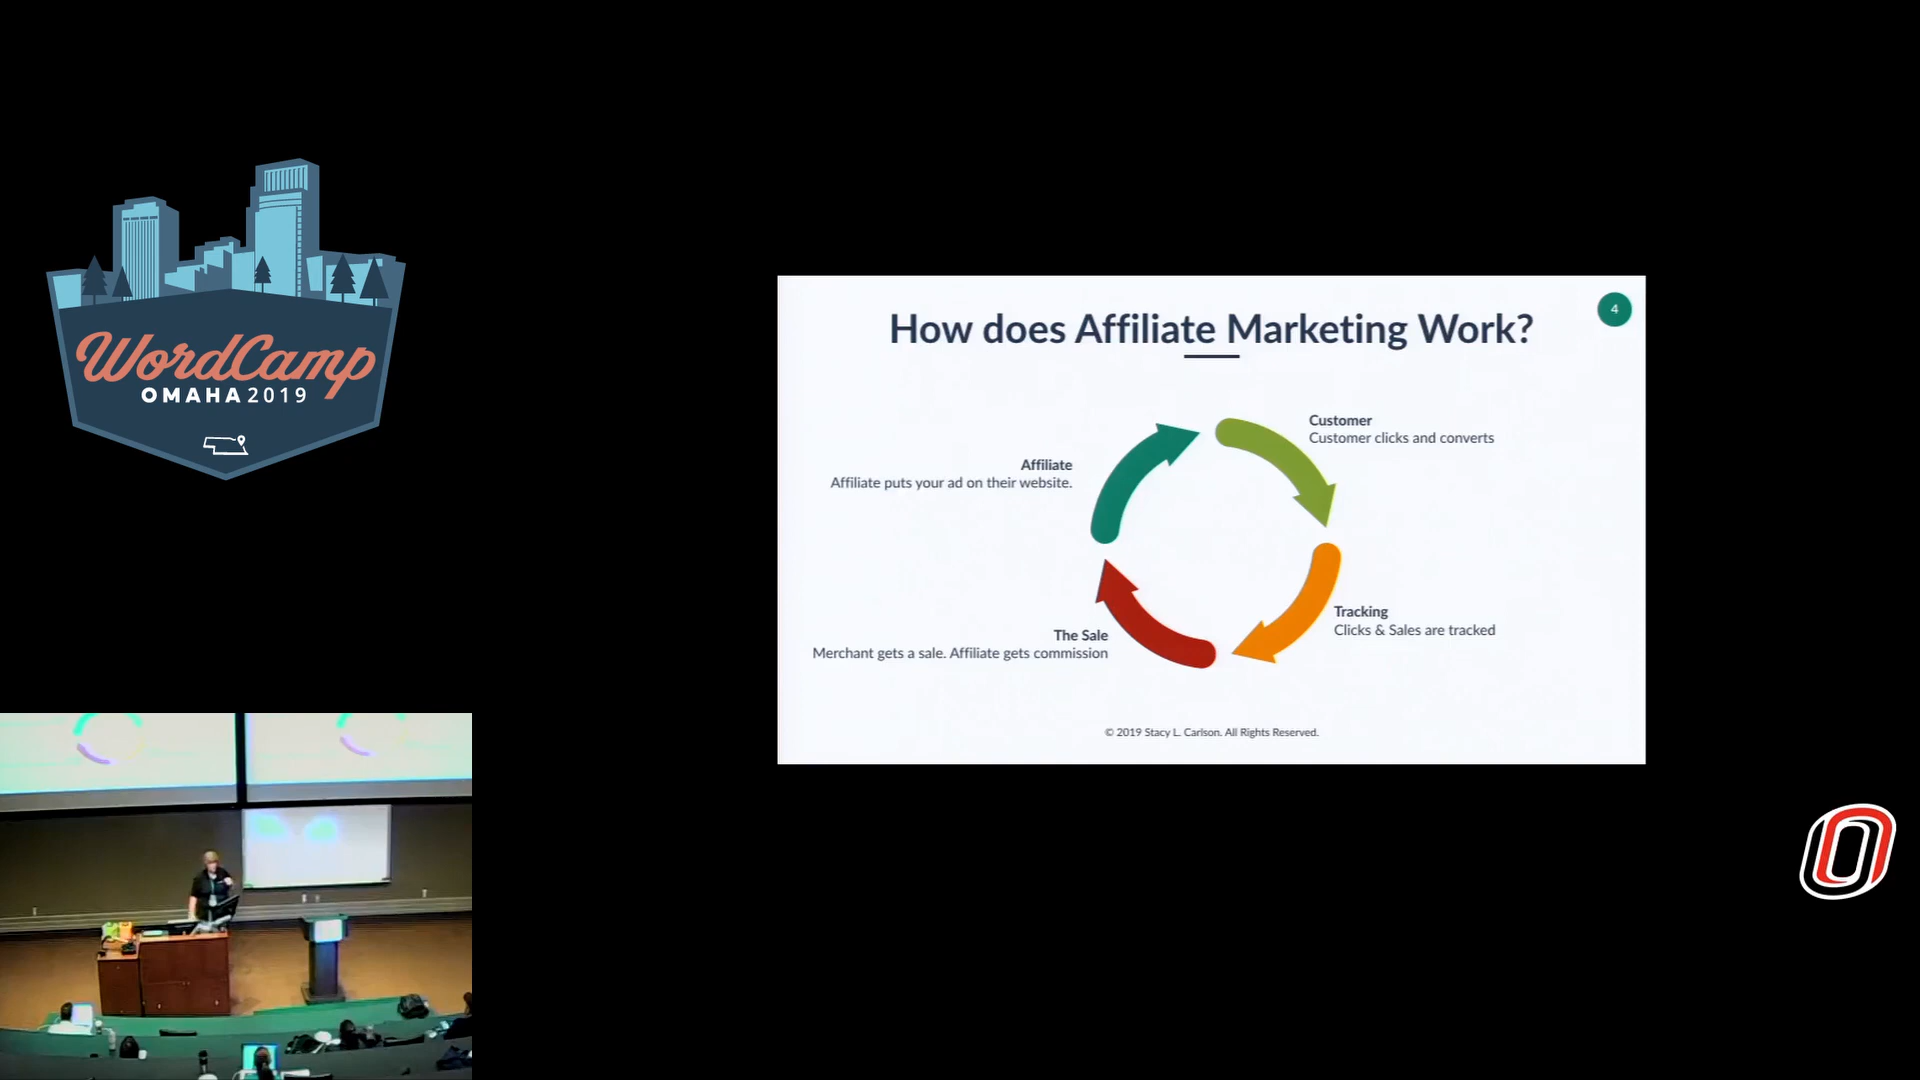 WordCamp
OMAHA 2019
How does Affiliate Marketing Work?
4
Customer
Customer clicks and converts
Affiliate
Affiliate puts your ad on their website.
Tracking
Clicks & Sales are tracked
The Sale
Merchant gets a sale. Affiliate gets commission
© 2019 Stacy L. Carlson. All Rights Reserved.
O